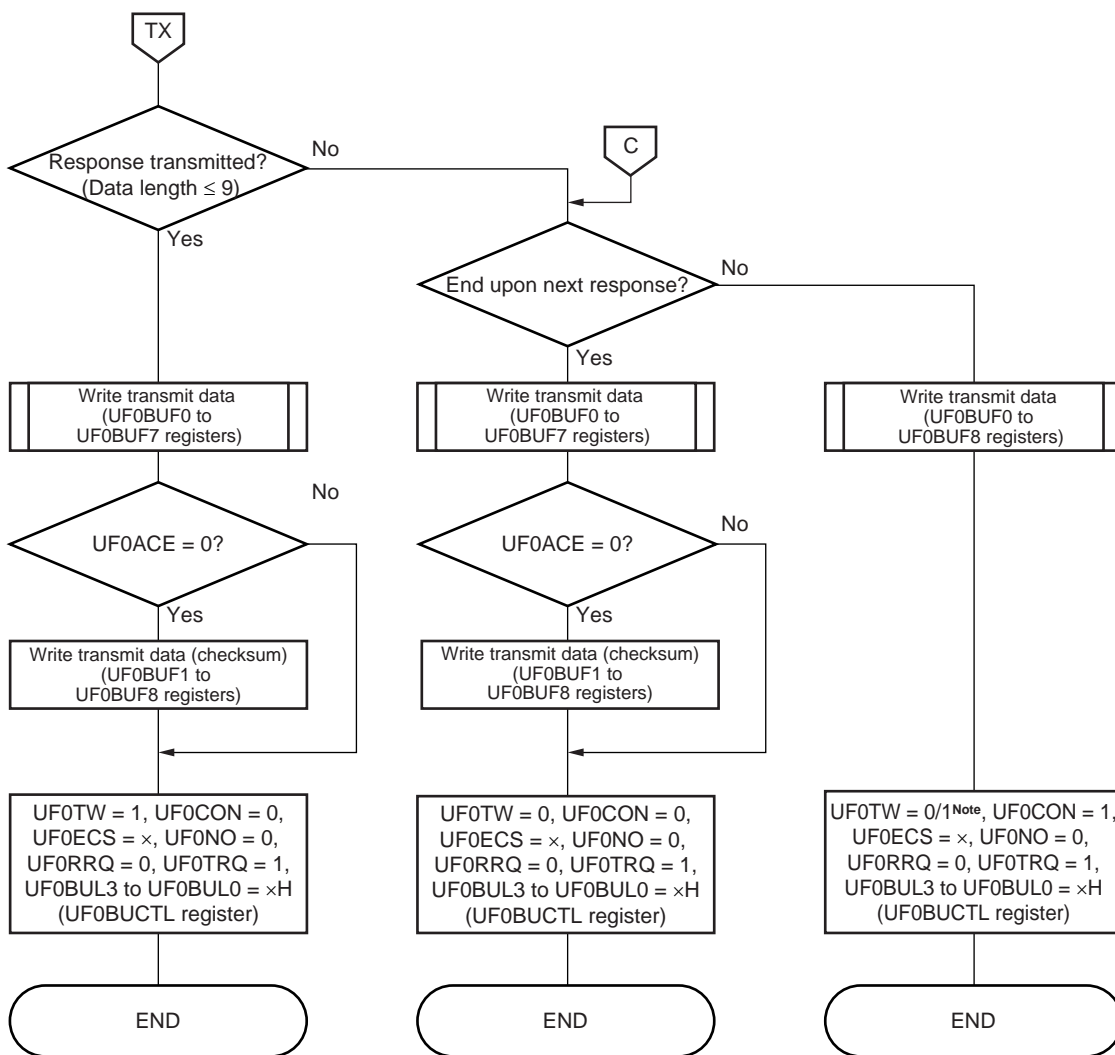 TX
Response transmitted?
(Data length ≤ 9)
No
Yes
C
End upon next response?
No
Yes
Write transmit data
(UF0BUF0 to
UF0BUF7 registers)
Write transmit data
(UF0BUF0 to
UF0BUF7 registers)
Write transmit data
(UF0BUF0 to
UF0BUF8 registers)
UF0ACE = 0?
No
Yes
UF0ACE = 0?
No
Yes
Write transmit data (checksum)
(UF0BUF1 to
UF0BUF8 registers)
Write transmit data (checksum)
(UF0BUF1 to
UF0BUF8 registers)
UF0TW = 1, UF0CON = 0,
UF0ECS = ×, UF0NO = 0,
UF0RRQ = 0, UF0TRQ = 1,
UF0BUL3 to UF0BUL0 = ×H
(UF0BUCTL register)
UF0TW = 0, UF0CON = 0,
UF0ECS = ×, UF0NO = 0,
UF0RRQ = 0, UF0TRQ = 1,
UF0BUL3 to UF0BUL0 = ×H
(UF0BUCTL register)
UF0TW = 0/1Note, UF0CON = 1,
UF0ECS = ×, UF0NO = 0,
UF0RRQ = 0, UF0TRQ = 1,
UF0BUL3 to UF0BUL0 = ×H
(UF0BUCTL register)
END
END
END